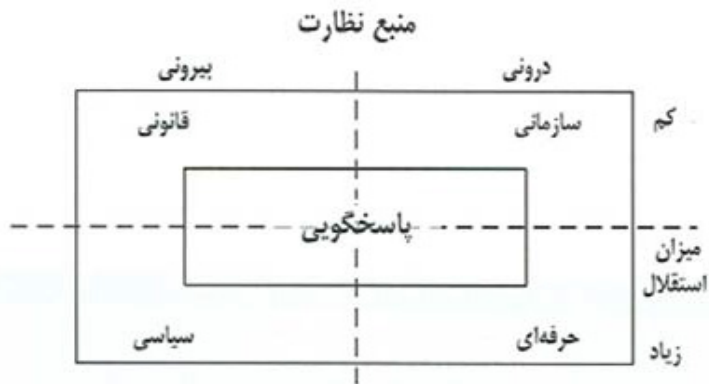 منبع نظارت
درونی بیرونی
کم سازمانی قانونی
پاسخگویی
میزان
استقلال
زیاد حرفه‌ای سیاسی